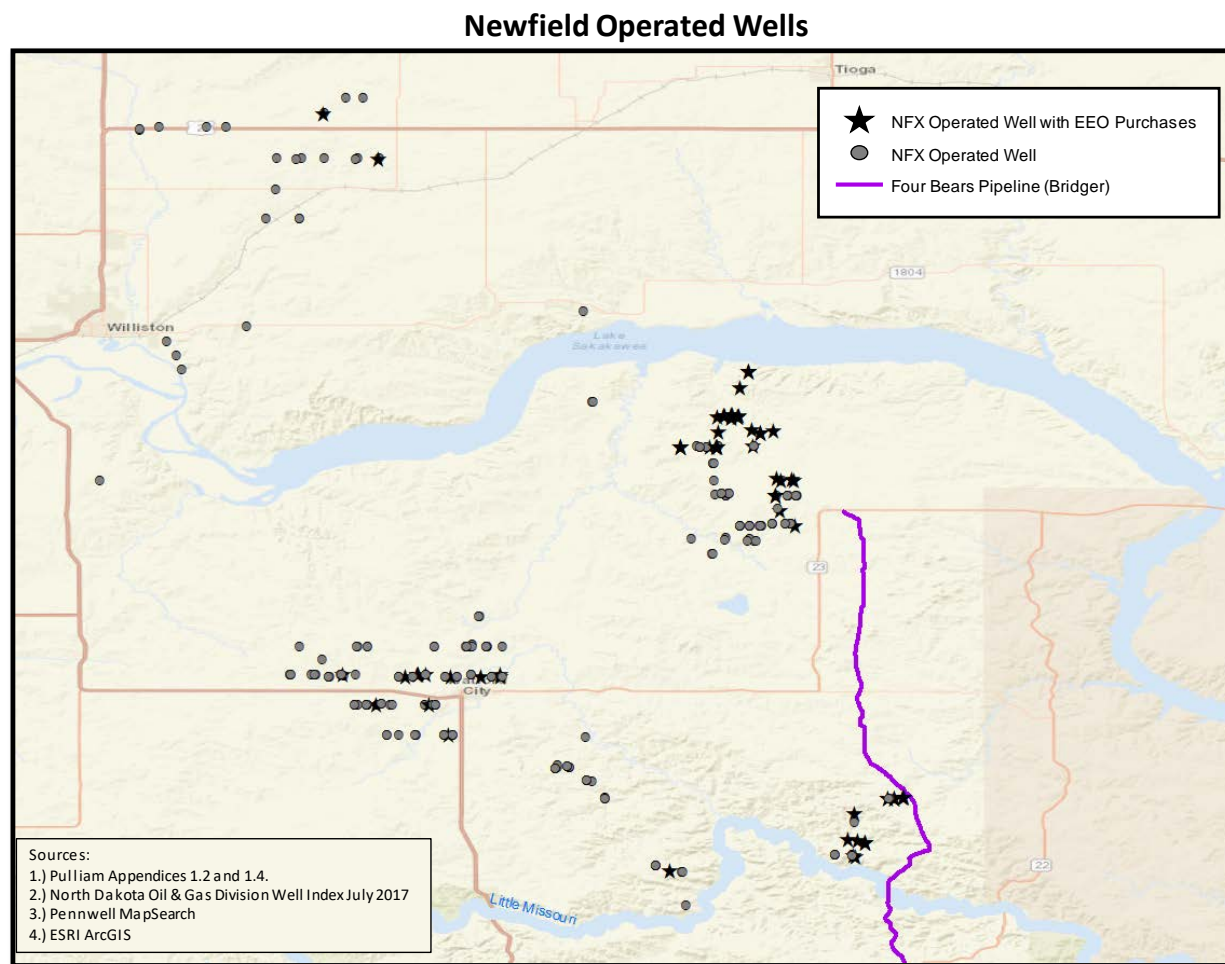 Newfield Operated Wells
Tioga
NFX Operated Well with EEO Purchases
NFX Operated Well
Four Bears Pipeline (Bridger)
2
1804
Williston
Lake
Sakakawea
23
City
22
Little Missouri
Sources:
1.) Pulliam Appendices 1.2 and 1.4.
2.) North Dakota Oil & Gas Division Well Index July 2017
3.) Pennwell MapSearch
4.) ESRI ArcGIS